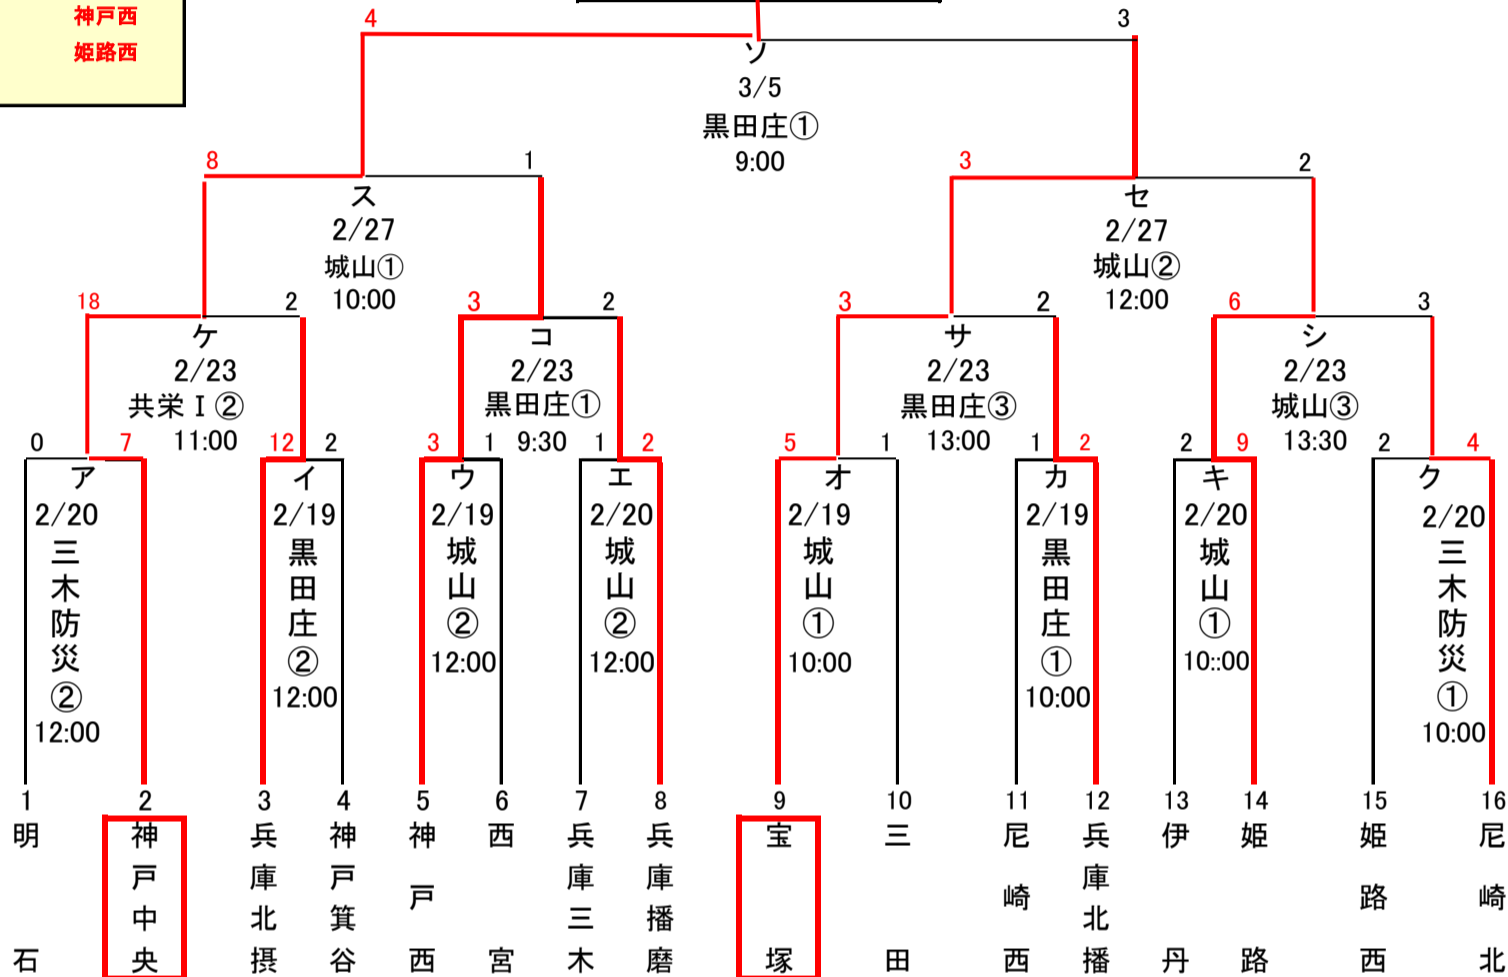 神戸西
姫路西
4
3
ソ
3/5
黒田庄①
9:00
8
1
3
2
ス
セ
2/27
2/27
城山①
城山②
10:00
12:00
18
2
3
2
3
2
6
3
ケ
コ
サ
シ
2/23
2/23
2/23
2/23
共栄Ⅰ②
黒田庄①
黒田庄③
城山③
11:00
9:30
13:00
13:30
0
7
12
2
3
1
1
2
5
1
1
2
2
9
2
4
ア
イ
ウ
エ
オ
カ
キ
ク
2/20
2/19
2/19
2/20
2/19
2/19
2/20
2/20
三木防災②
黒田庄②
城山②
城山②
城山①
黒田庄①
城山①
三木防災①
12:00
12:00
12:00
12:00
10:00
10:00
10::00
10:00
1
2
3
4
5
6
7
8
9
10
11
12
13
14
15
16
明石
神戸中央
兵庫北摂
神戸箕谷
神戸西
西宮
兵庫三木
兵庫播磨
宝塚
三田
尼崎西
兵庫北播
伊丹
姫路
姫路西
尼崎北